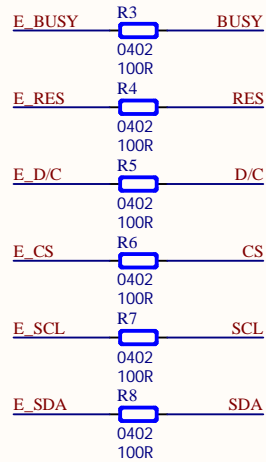 R3
E_BUSY BUSY
0402
100R
R4
E_RES RES
0402
100R
R5
E_D/C D/C
0402
100R
R6
E_CS CS
0402
100R
R7
E_SCL SCL
0402
100R
R8
E_SDA SDA
0402
100R